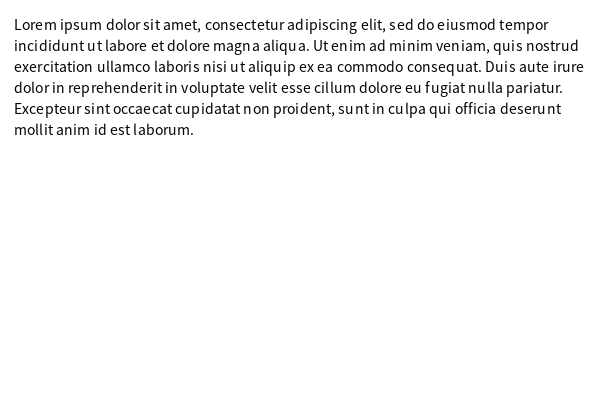 Lorem ipsum dolor sit amet, consectetur adipiscing elit, sed do eiusmod tempor
incididunt ut labore et dolore magna aliqua. Ut enim ad minim veniam, quis nostrud
exercitation ullamco laboris nisi ut aliquip ex ea commodo consequat. Duis aute irure
dolor in reprehenderit in voluptate velit esse cillum dolore eu fugiat nulla pariatur.
Excepteur sint occaecat cupidatat non proident, sunt in culpa qui officia deserunt
mollit anim id est laborum.